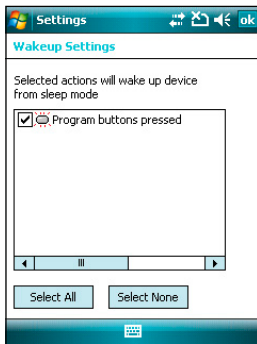 Settings
ok
Wakeup Settings
Selected actions will wake up device
from sleep mode
Program buttons pressed
Select All
Select None